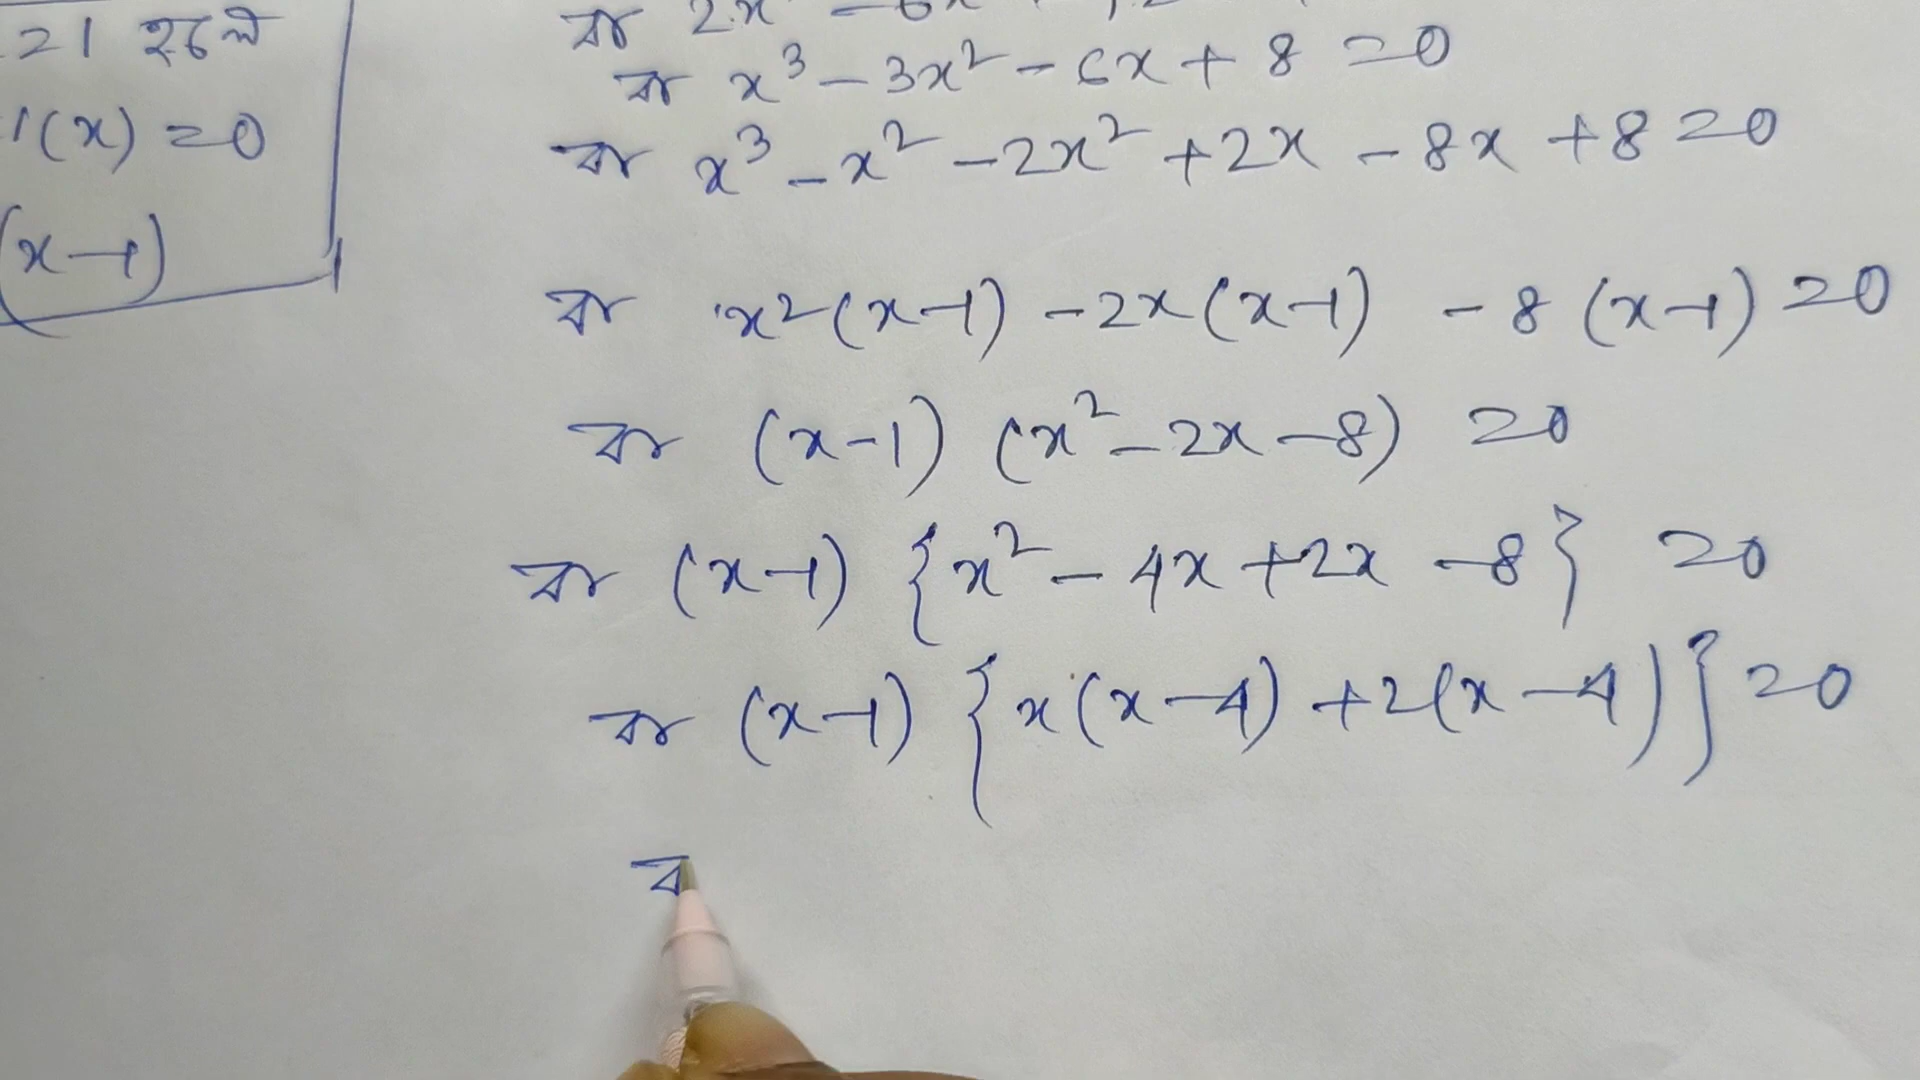 =1 হলে
(x) =0
(x-1)
বা 2x
বা x³ - 3x² - 6x + 8 =0
বা x³ - x² - 2x² + 2x - 8x + 8 =0
বা x²(x-1) - 2x(x-1) - 8(x-1) =0
বা (x-1) (x² - 2x - 8) =0
বা (x-1) {x² - 4x + 2x - 8} =0
বা (x-1) {x(x-4) + 2(x-4)} =0
ব